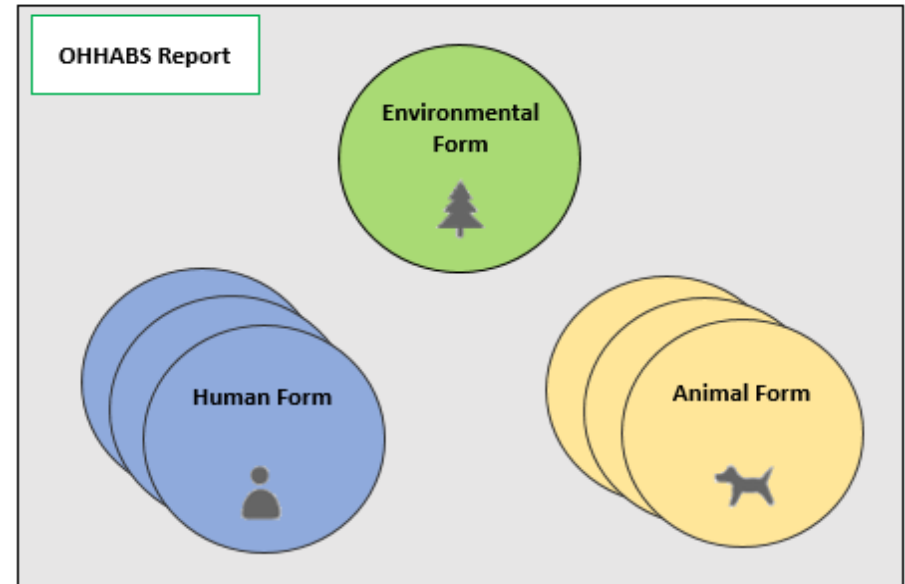 OHHABS Report
Environmental
Form
Human Form
Animal Form